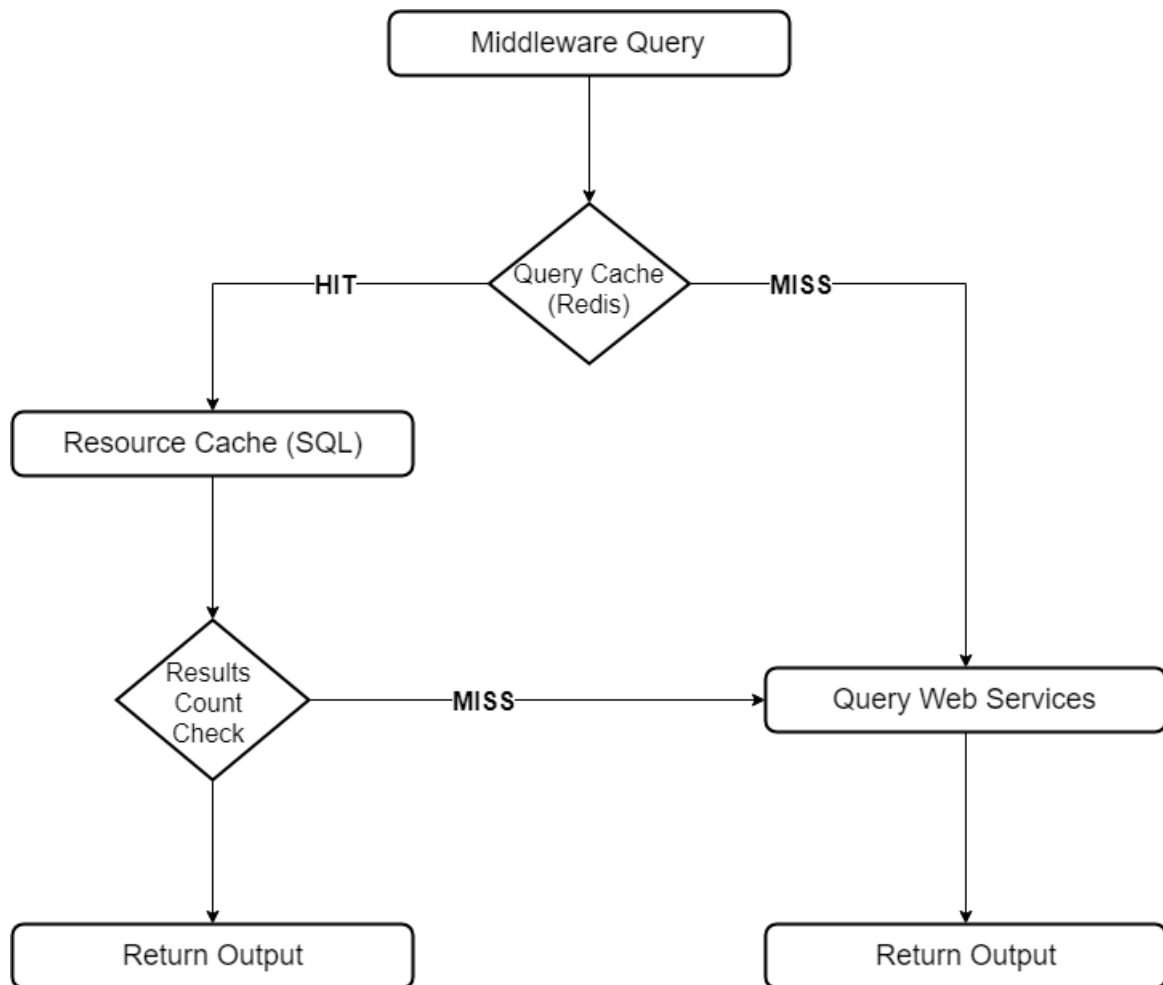 Middleware Query
Query Cache
(Redis)
HIT
MISS
Resource Cache (SQL)
Results
Count
Check
MISS
Query Web Services
Return Output
Return Output